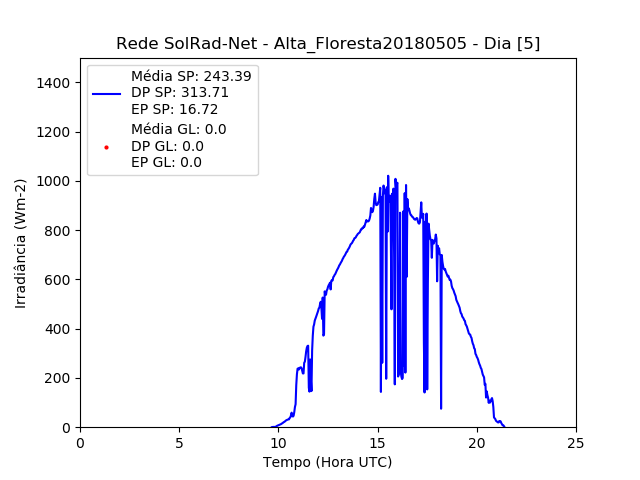 Rede SolRad-Net - Alta_Floresta20180505 - Dia [5]
Média SP: 243.39
DP SP: 313.71
EP SP: 16.72
Média GL: 0.0
DP GL: 0.0
EP GL: 0.0
Irradiância (Wm-2)
1400
1200
1000
800
600
400
200
0
0 5 10 15 20 25
Tempo (Hora UTC)